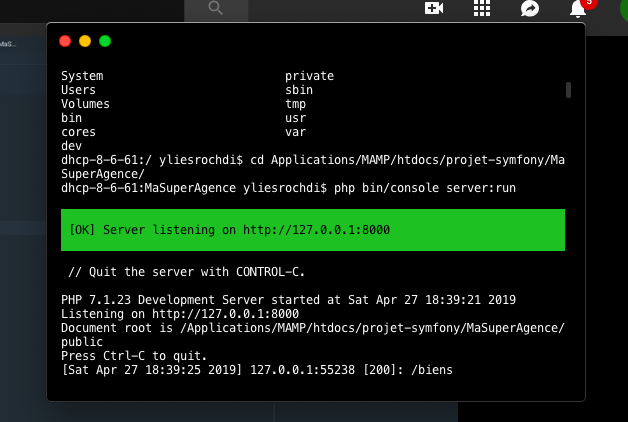 5
MaS...
System private
Users sbin
Volumes tmp
bin usr
cores var
dev
dhcp-8-6-61:/ yliesrochdi$ cd Applications/MAMP/htdocs/projet-symfony/Ma
SuperAgence/
dhcp-8-6-61:MaSuperAgence yliesrochdi$ php bin/console server:run
[OK] Server listening on http://127.0.0.1:8000
// Quit the server with CONTROL-C.
PHP 7.1.23 Development Server started at Sat Apr 27 18:39:21 2019
Listening on http://127.0.0.1:8000
Document root is /Applications/MAMP/htdocs/projet-symfony/MaSuperAgence/
public
Press Ctrl-C to quit.
[Sat Apr 27 18:39:25 2019] 127.0.0.1:55238 [200]: /biens